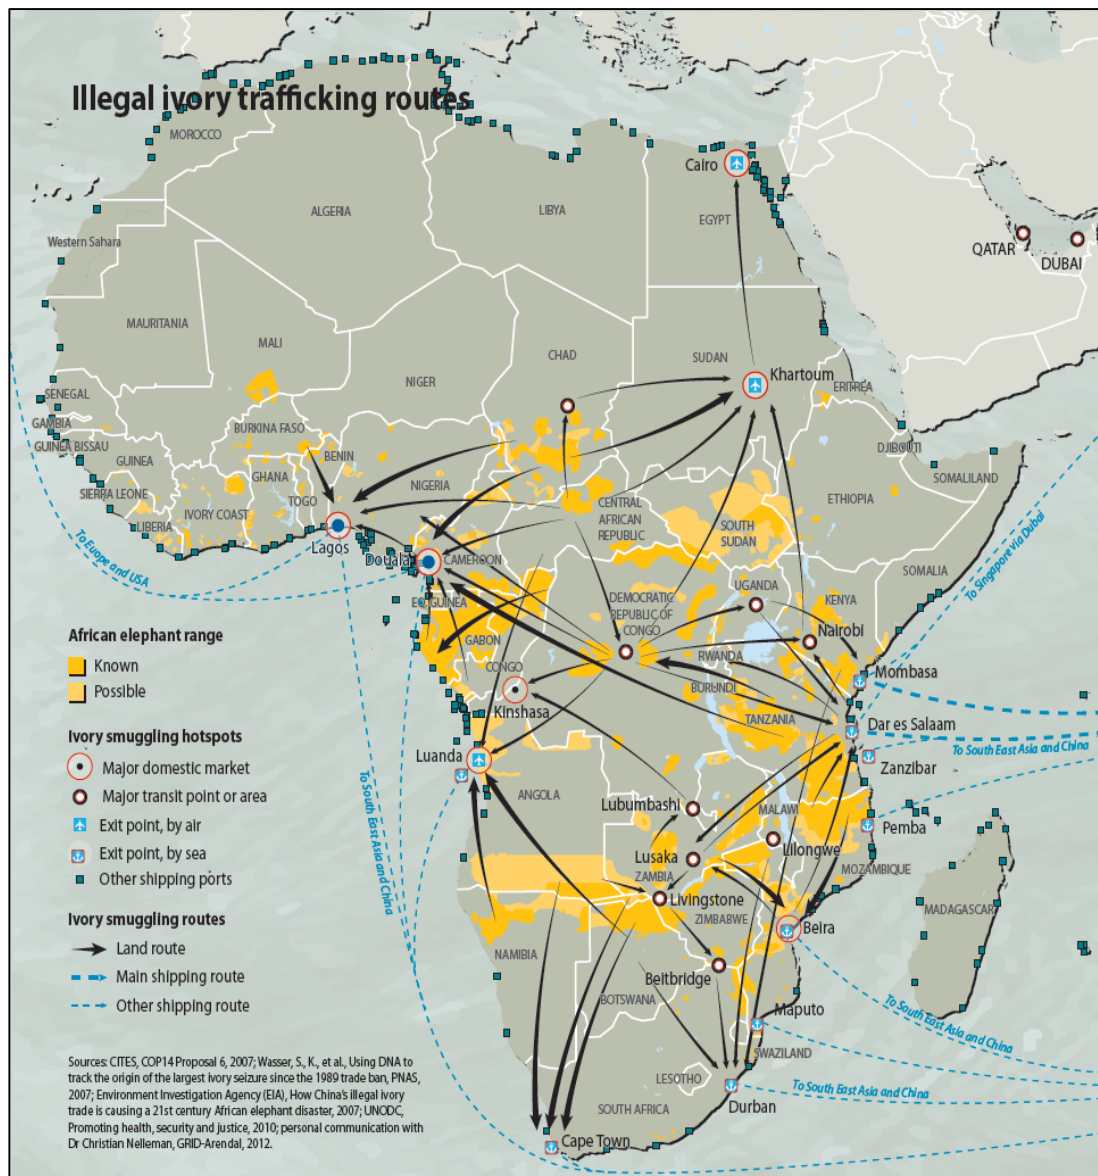 Illegal ivory trafficking routes
MOROCCO
Cairo
ALGERIA
LIBYA
EGYPT
Western Sahara
QATAR
DUBAI
MAURITANIA
MALI
NIGER
CHAD
SUDAN
Khartoum
ERITREA
SENEGAL
GAMBIA
GUINEA BISSAU
BURKINA FASO
DJIBOUTI
GUINEA
BENIN
SOMALILAND
GHANA
NIGERIA
SIERRA LEONE
TOGO
ETHIOPIA
IVORY COAST
CENTRAL
AFRICAN
REPUBLIC
LIBERIA
SOUTH
SUDAN
Lagos
To Europe and USA
Douala
CAMEROON
SOMALIA
To Singapore via Dubai
UGANDA
EQ. GUINEA
DEMOCRATIC
REPUBLIC OF
CONGO
KENYA
African elephant range
GABON
Nairobi
Known
CONGO
RWANDA
Mombasa
Possible
BURUNDI
Kinshasa
TANZANIA
Dar es Salaam
Ivory smuggling hotspots
To South East Asia and China
Luanda
Zanzibar
Major domestic market
Major transit point or area
ANGOLA
Lubumbashi
MALAWI
Exit point, by air
Pemba
Exit point, by sea
Lusaka
Lilongwe
Other shipping ports
ZAMBIA
MOZAMBIQUE
To South East Asia and China
To South East Asia and China
Livingstone
MADAGASCAR
Ivory smuggling routes
ZIMBABWE
Beira
Land route
NAMIBIA
Main shipping route
Beitbridge
Other shipping route
BOTSWANA
Maputo
To South East Asia and China
SWAZILAND
Sources: CITES, COP14 Proposal 6, 2007; Wasser, S., K., et al., Using DNA to
track the origin of the largest ivory seizure since the 1989 trade ban, PNAS,
2007; Environment Investigation Agency (EIA), How China's illegal ivory
trade is causing a 21st century African elephant disaster, 2007; UNODC,
Promoting health, security and justice, 2010; personal communication with
Dr Christian Nelleman, GRID-Arendal, 2012.
LESOTHO
To South East Asia and China
Durban
SOUTH AFRICA
Cape Town